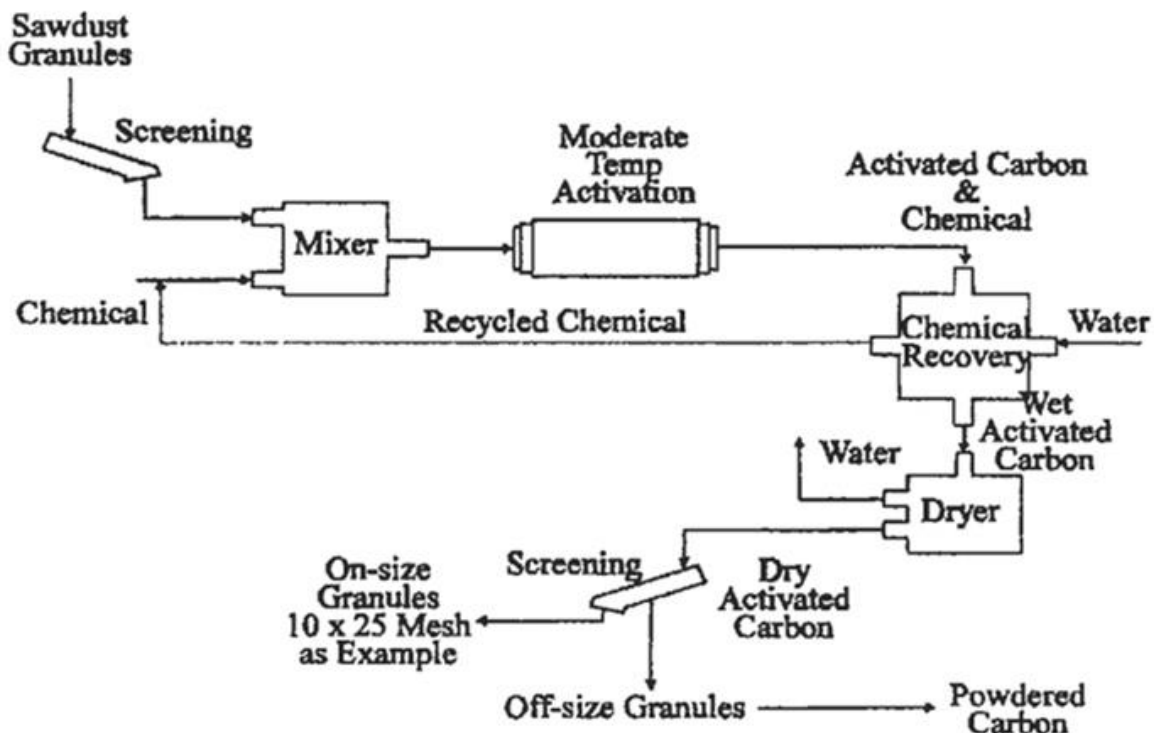 Sawdust
Granules
Screening
Moderate
Temp
Activation
Activated Carbon
&
Chemical
Mixer
Chemical
Recycled Chemical
Chemical
Recovery
Water
Wet
Activated
Carbon
Water
Dryer
Screening
On-size
Granules
10 x 25 Mesh
as Example
Dry
Activated
Carbon
Off-size Granules
Powdered
Carbon